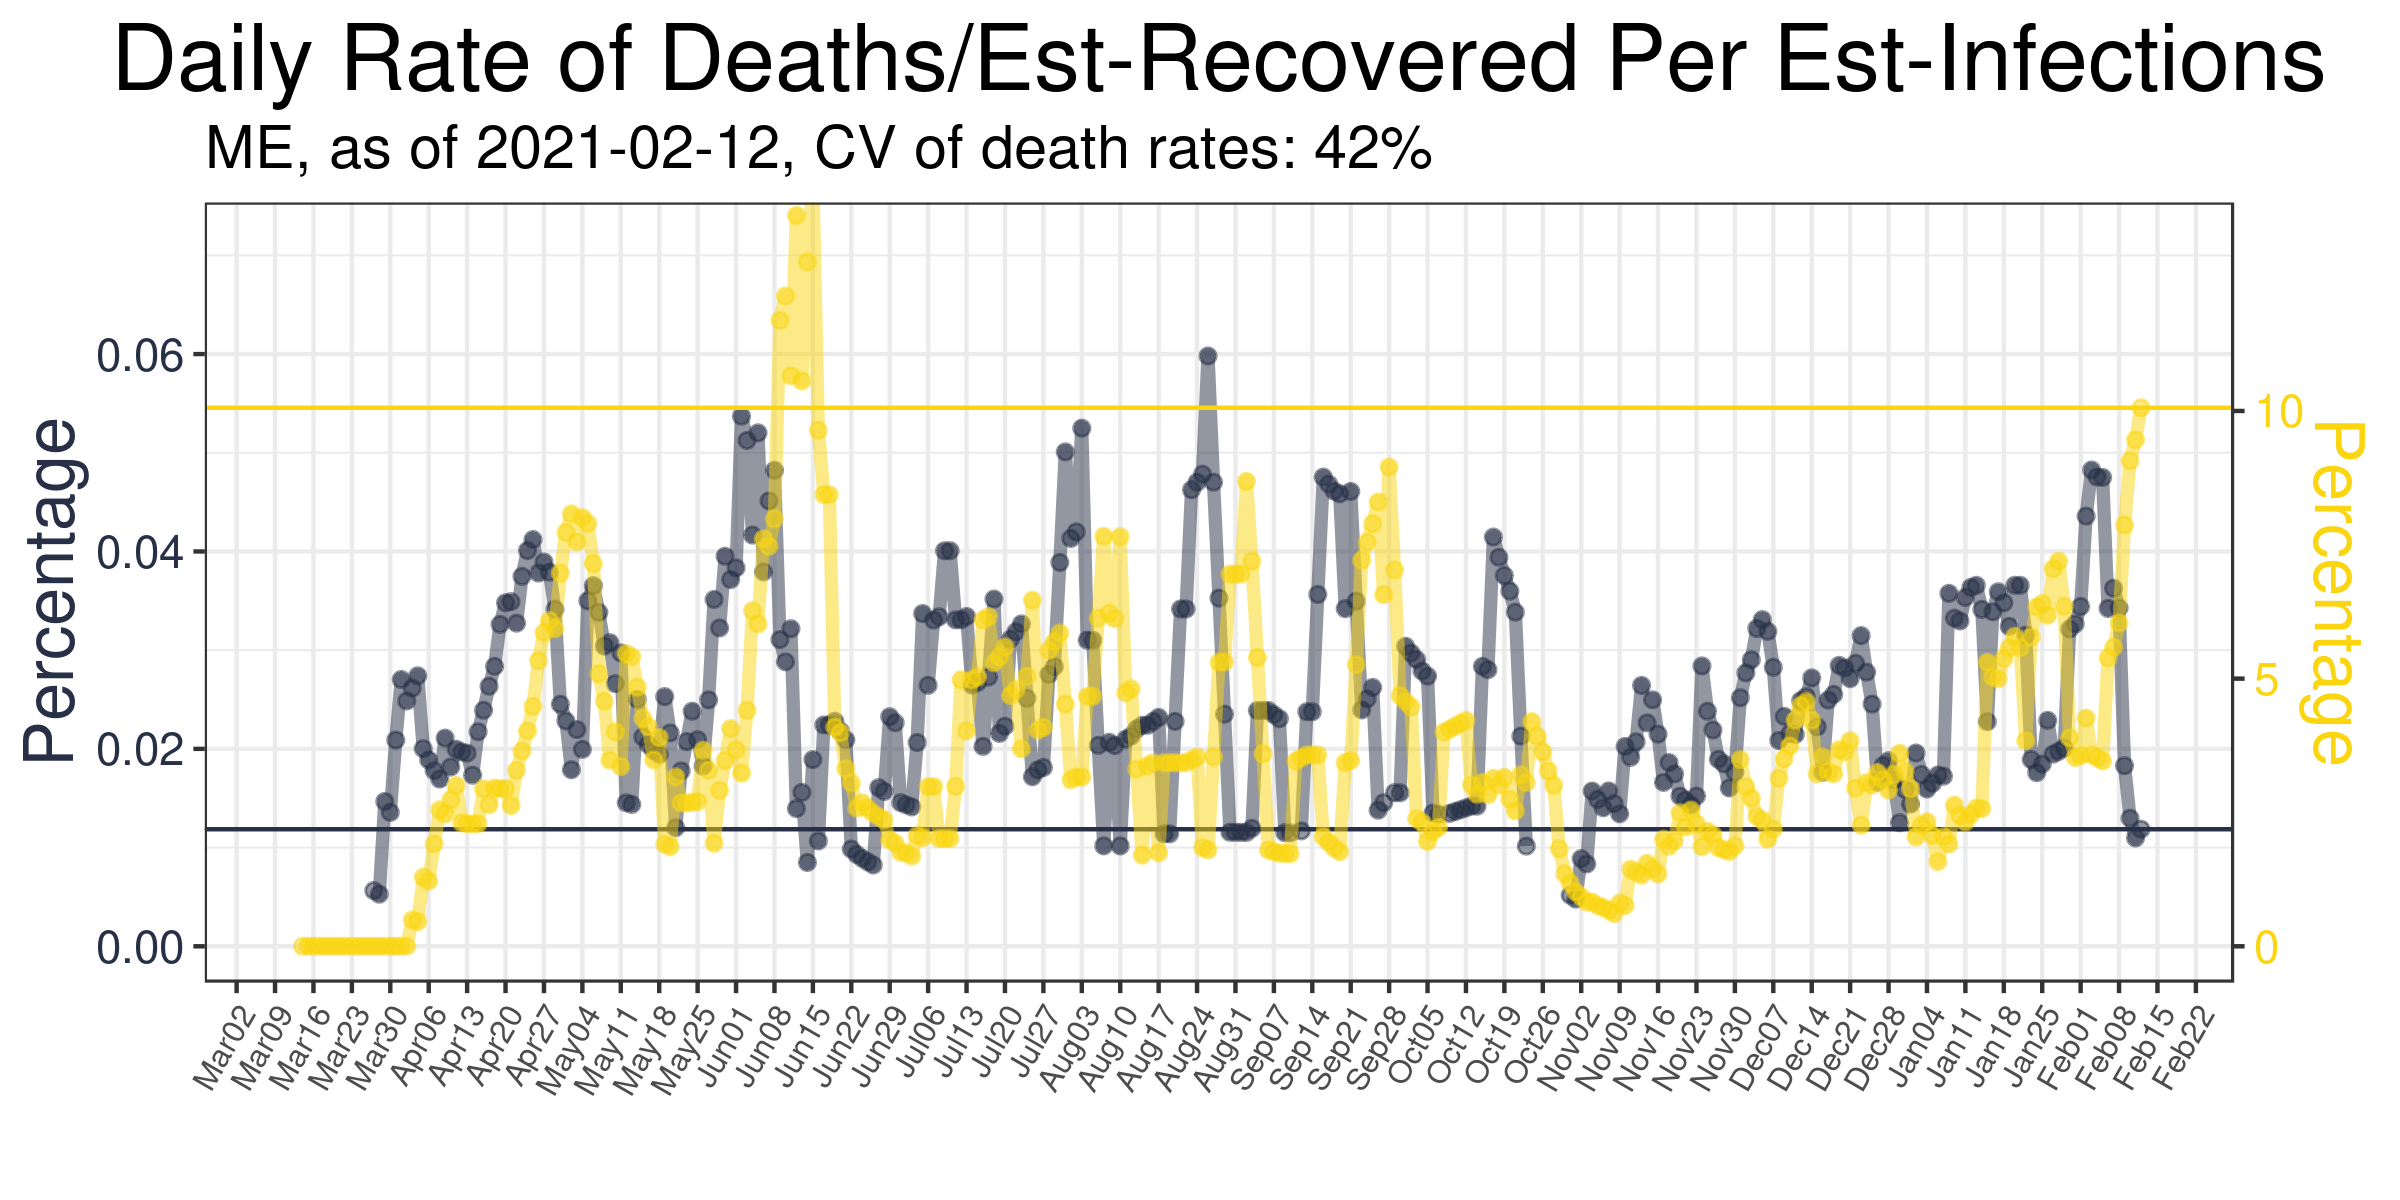 Daily Rate of Deaths/Est-Recovered Per Est-Infections
ME, as of 2021-02-12, CV of death rates: 42%
Percentage
0.06
0.04
0.02
0.00
10
5
0
Percentage
Mar02
Mar09
Mar16
Mar23
Mar30
Apr06
Apr13
Apr20
Apr27
May04
May11
May18
May25
Jun01
Jun08
Jun15
Jun22
Jun29
Jul06
Jul13
Jul20
Jul27
Aug03
Aug10
Aug17
Aug24
Aug31
Sep07
Sep14
Sep21
Sep28
Oct05
Oct12
Oct19
Oct26
Nov02
Nov09
Nov16
Nov23
Nov30
Dec07
Dec14
Dec21
Dec28
Jan04
Jan11
Jan18
Jan25
Feb01
Feb08
Feb15
Feb22